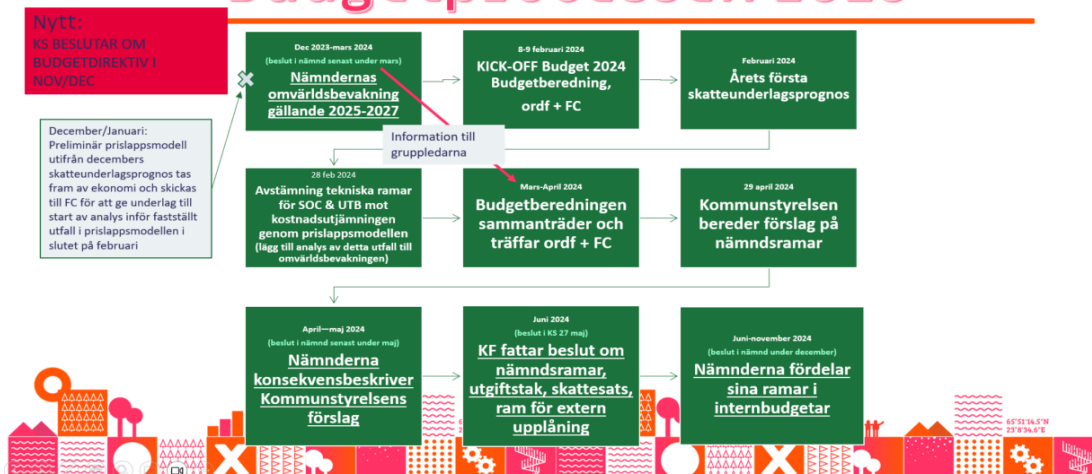 Budgetprocessen 2025
Nytt:
KS BESLUTAR OM
BUDGETDIREKTIV I
NOV/DEC
December/Januari:
Preliminär prislappsmodell
utifrån decembers
skatteunderlagsprognos tas
fram av ekonomi och skickas
till FC för att ge underlag till
start av analys inför fastställt
utfall i prislappsmodellen i
slutet på februari
Dec 2023-mars 2024
(beslut i nämnd senast under mars)
Nämndernas
omvärldsbevakning
gällande 2025-2027
8-9 februari 2024
KICK-OFF Budget 2024
Budgetberedning,
ordf + FC
Februari 2024
Årets första
skatteunderlagsprognos
Information till
gruppledarna
28 feb 2024
Avstämning tekniska ramar
för SOC & UTB mot
kostnadsutjämningen
genom prislappsmodellen
(lägg till analys av detta utfall till
omvärldsbevakningen)
Mars-April 2024
Budgetberedningen
sammanträder och
träffar ordf + FC
29 april 2024
Kommunstyrelsen
bereder förslag på
nämndsramar
April—maj 2024
(beslut i nämnd senast under maj)
Nämnderna
konsekvensbeskriver
Kommunstyrelsens
förslag
Juni 2024
(beslut i KS 27 maj)
KF fattar beslut om
nämndsramar,
utgiftstak, skattesats,
ram för extern
upplåning
Juni-november 2024
(beslut i nämnd under december)
Nämnderna fördelar
sina ramar i
internbudgetar
65°53'14.5"N
23°8'34.6"E